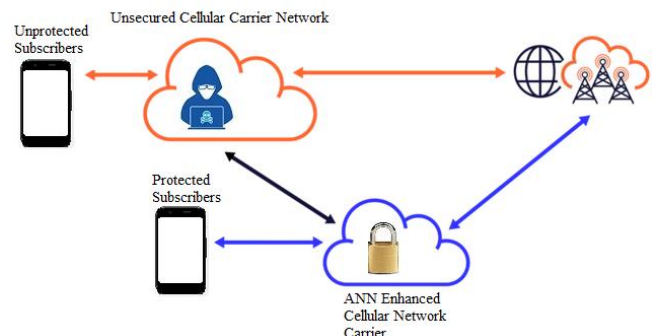 Unsecured Cellular Carrier Network
Unprotected
Subscribers
Protected
Subscribers
ANN Enhanced
Cellular Network
Carrier